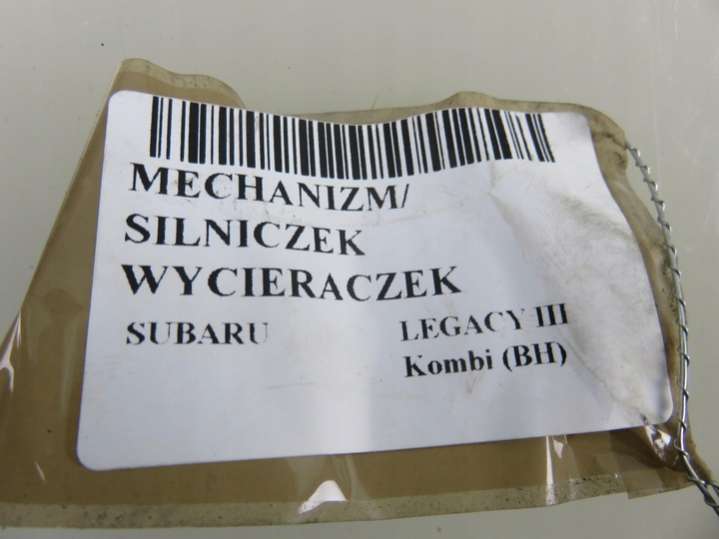 MECHANIZM/
SILNICZEK
WYCIERACZEK
SUBARU LEGACY III
Kombi (BH)